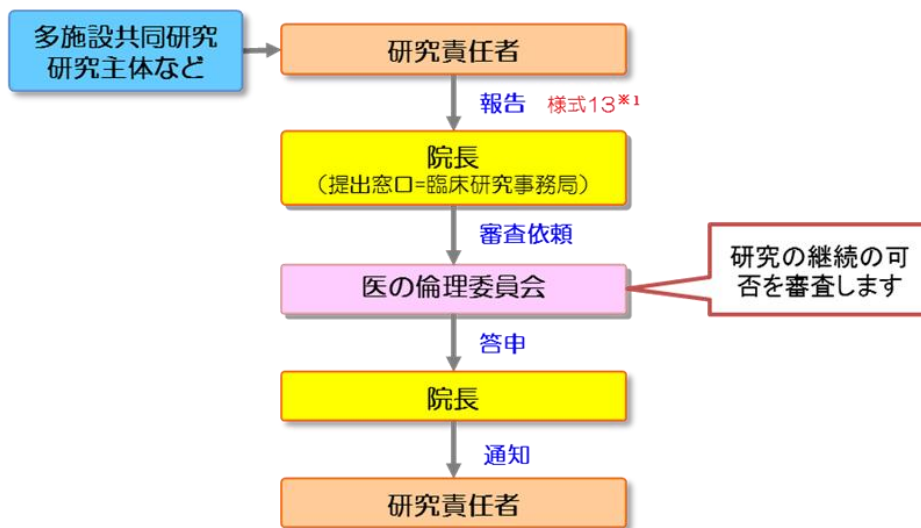 多施設共同研究
研究主体など
研究責任者
報告 様式13※1
院長
(提出窓口=臨床研究事務局)
審査依頼
医の倫理委員会
研究の継続の可
否を審査します
答申
院長
通知
研究責任者